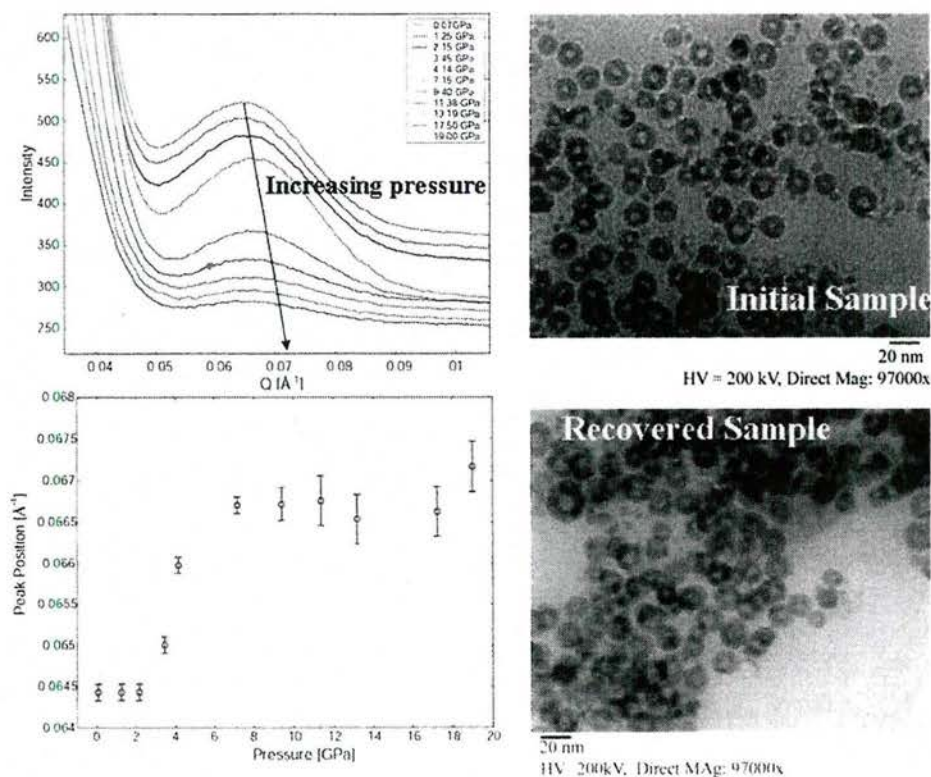 600
550
500
450
400
350
300
250
Intensity
0.07GPa
1.25 GPa
2.15 GPa
3.45 GPa
4.14 GPa
7.15 GPa
9.40 GPa
11.38 GPa
13.19 GPa
17.50 GPa
19.00 GPa
Increasing pressure
0.04 0.05 0.06 0.07 0.08 0.09 01
Q [Å⁻¹]
Initial Sample
20 nm
HV = 200 kV, Direct Mag: 97000x
0.068
0.0675
0.067
0.0665
0.066
0.0655
0.065
0.0645
0.064
Peak Position [Å⁻¹]
0 2 4 6 8 10 12 14 16 18 20
Pressure [GPa]
Recovered Sample
20 nm
HV 200kV, Direct Mag: 97000x